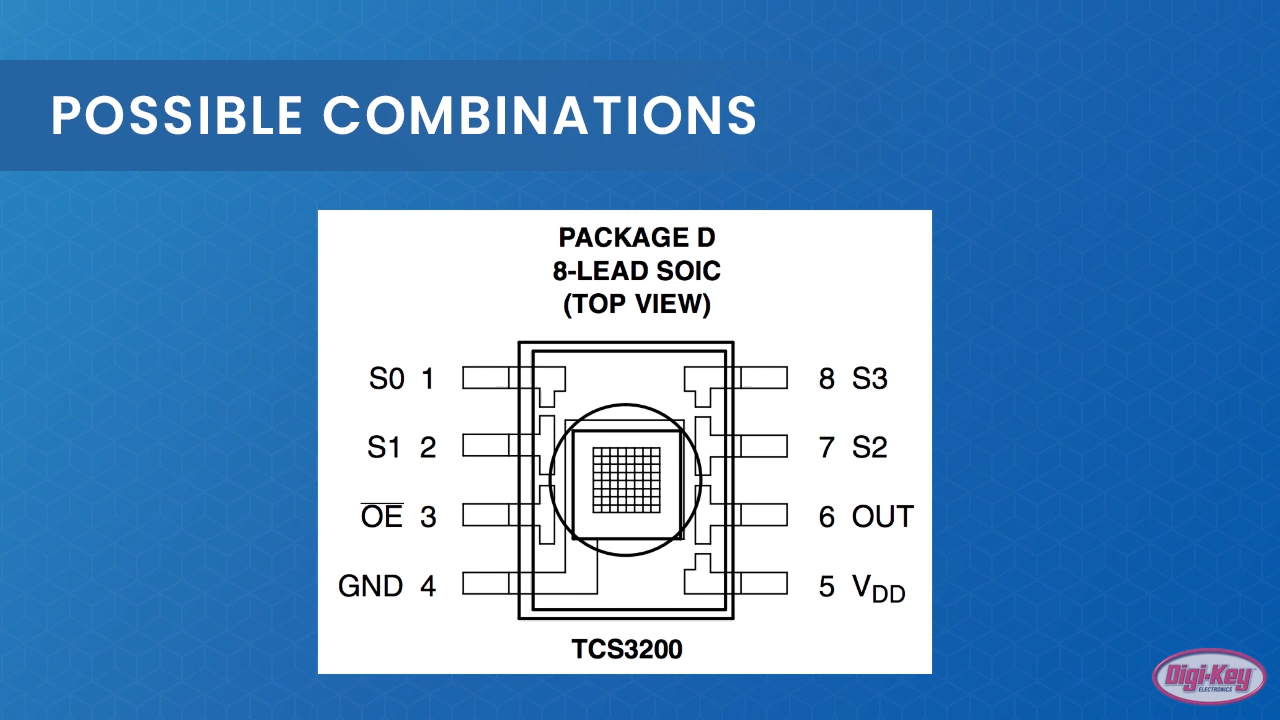 POSSIBLE COMBINATIONS
PACKAGE D
8-LEAD SOIC
(TOP VIEW)
S0 1
8 S3
S1 2
7 S2
O̅E̅ 3
6 OUT
GND 4
5 VDD
TCS3200
Digi-Key
ELECTRONICS